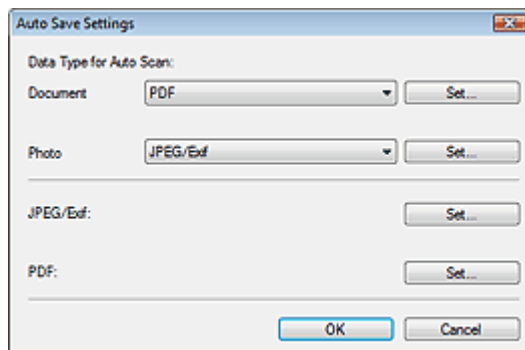 Auto Save Settings
Data Type for Auto Scan:
Document PDF Set...
Photo JPEG/Exif Set...
JPEG/Exif: Set...
PDF: Set...
OK Cancel